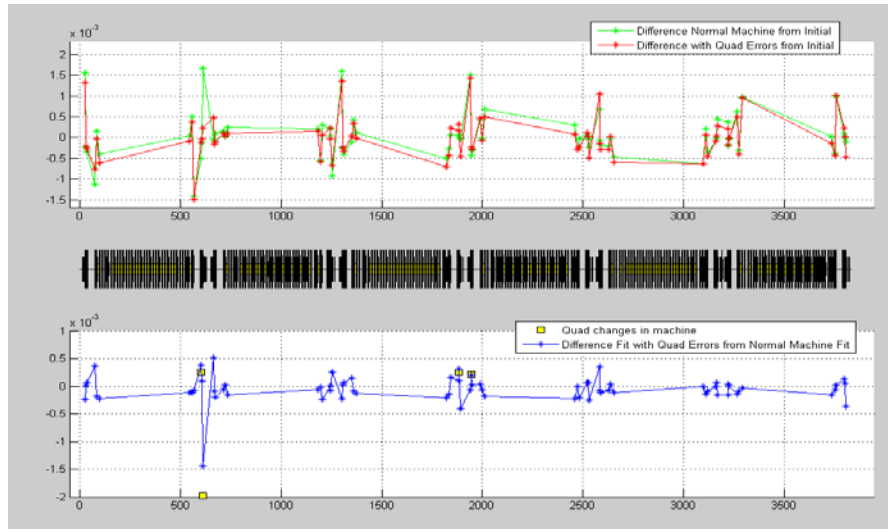 x 10-3
Difference Normal Machine from Initial
Difference with Quad Errors from Initial
2
1.5
1
0.5
0
-0.5
-1
-1.5
0 500 1000 1500 2000 2500 3000 3500
x 10-3
Quad changes in machine
Difference Fit with Quad Errors from Normal Machine Fit
1
0.5
0
-0.5
-1
-1.5
-2
0 500 1000 1500 2000 2500 3000 3500